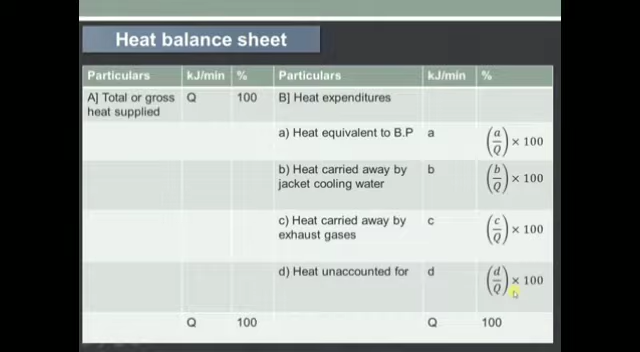 Heat balance sheet
Particulars kJ/min % Particulars kJ/min %
A] Total or gross Q 100 B] Heat expenditures
heat supplied
a) Heat equivalent to B.P a (a/Q) × 100
b) Heat carried away by b (b/Q) × 100
jacket cooling water
c) Heat carried away by c (c/Q) × 100
exhaust gases
d) Heat unaccounted for d (d/Q) × 100
Q 100 Q 100